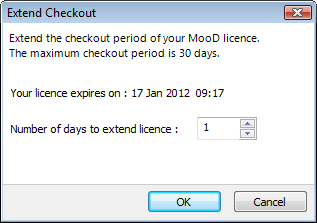 Extend Checkout
Extend the checkout period of your MooD licence.
The maximum checkout period is 30 days.
Your licence expires on : 17 Jan 2012 09:17
Number of days to extend licence : 1
OK Cancel